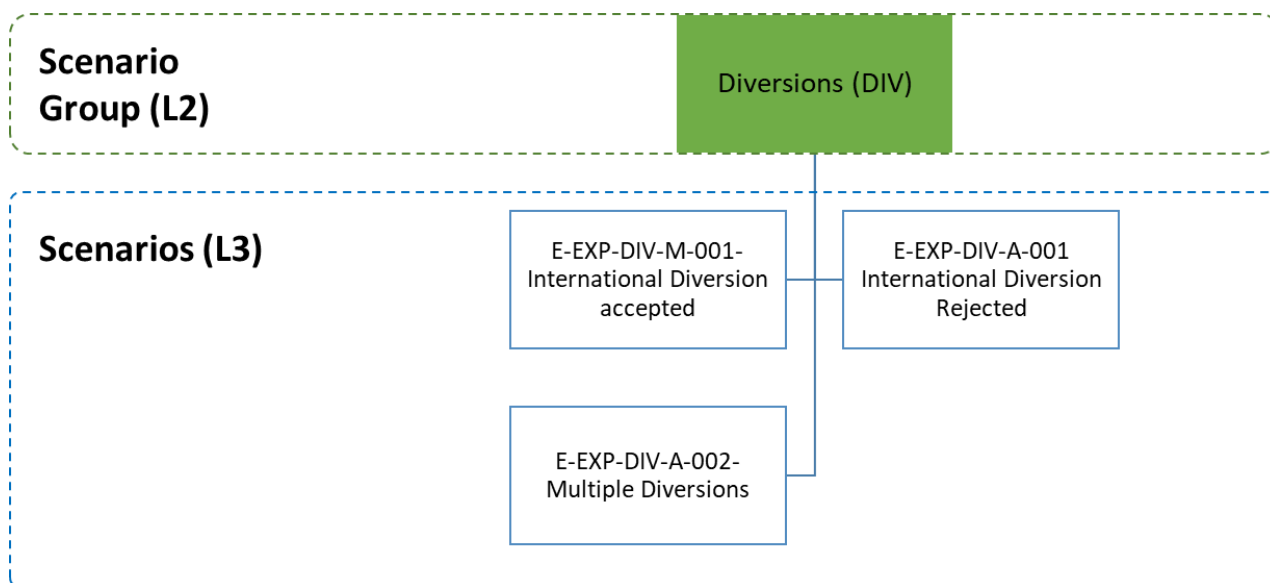 Scenario
Group (L2)
Diversions (DIV)
Scenarios (L3)
E-EXP-DIV-M-001-
International Diversion
accepted
E-EXP-DIV-A-001
International Diversion
Rejected
E-EXP-DIV-A-002-
Multiple Diversions